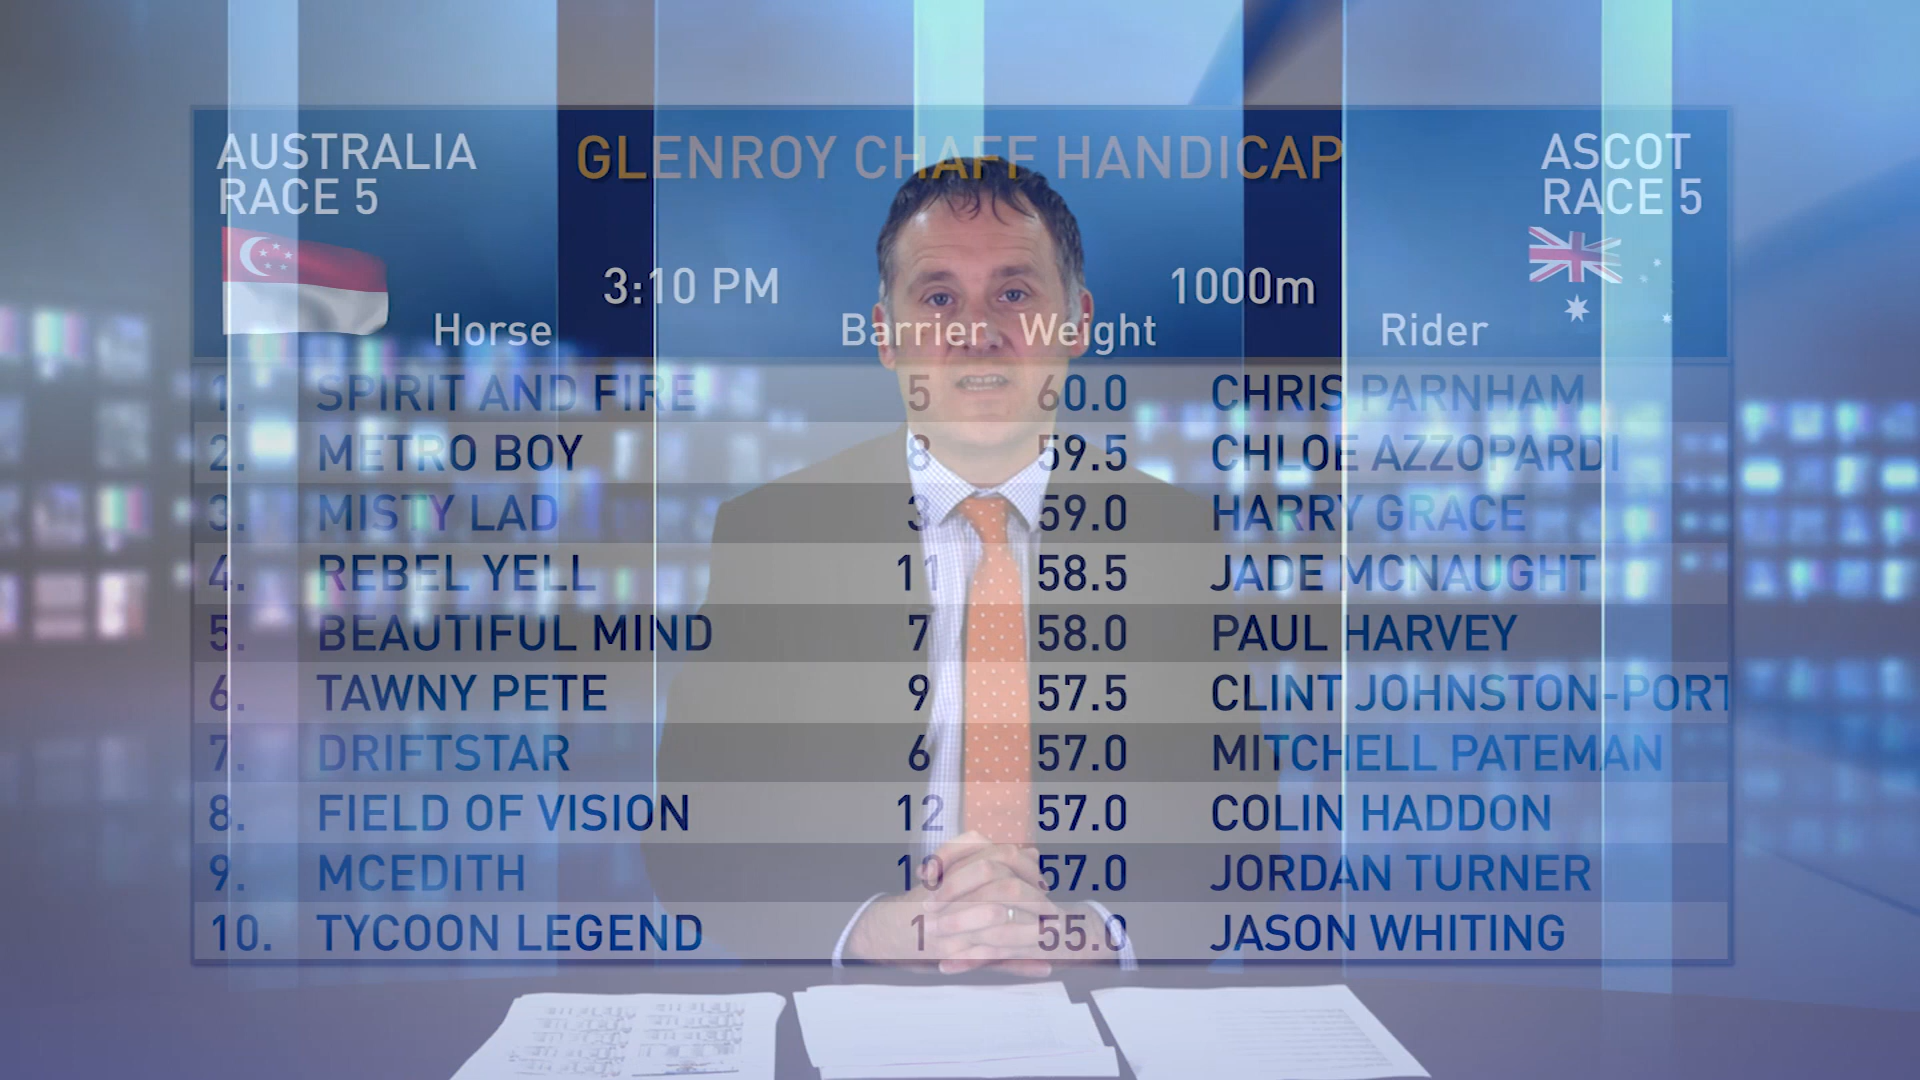 AUSTRALIA GLENROY CHAFF HANDICAP ASCOT
RACE 5 RACE 5
3:10 PM 1000m
Horse Barrier Weight Rider
1. SPIRIT AND FIRE 5 60.0 CHRIS PARNHAM
2. METRO BOY 8 59.5 CHLOE AZZOPARDI
3. MISTY LAD 3 59.0 HARRY GRACE
4. REBEL YELL 11 58.5 JADE MCNAUGHT
5. BEAUTIFUL MIND 7 58.0 PAUL HARVEY
6. TAWNY PETE 9 57.5 CLINT JOHNSTON-PORT
7. DRIFTSTAR 6 57.0 MITCHELL PATEMAN
8. FIELD OF VISION 12 57.0 COLIN HADDON
9. MCEDITH 10 57.0 JORDAN TURNER
10. TYCOON LEGEND 1 55.0 JASON WHITING